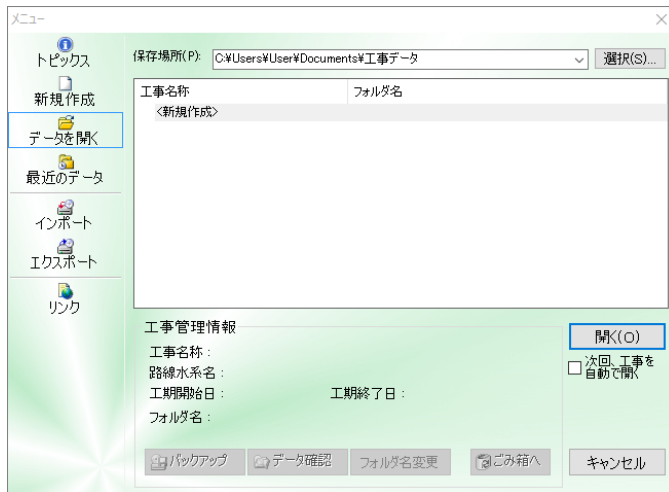 メニュー
トピックス
新規作成
データを開く
最近のデータ
インポート
エクスポート
リンク
保存場所(P):
C:¥Users¥User¥Documents¥工事データ
選択(S)...
工事名称 フォルダ名
<新規作成>
工事管理情報
工事名称:
路線水系名:
工期開始日: 工期終了日:
フォルダ名:
バックアップ データ確認 フォルダ名変更 ごみ箱へ
開く(O)
次回、工事を
自動で開く
キャンセル